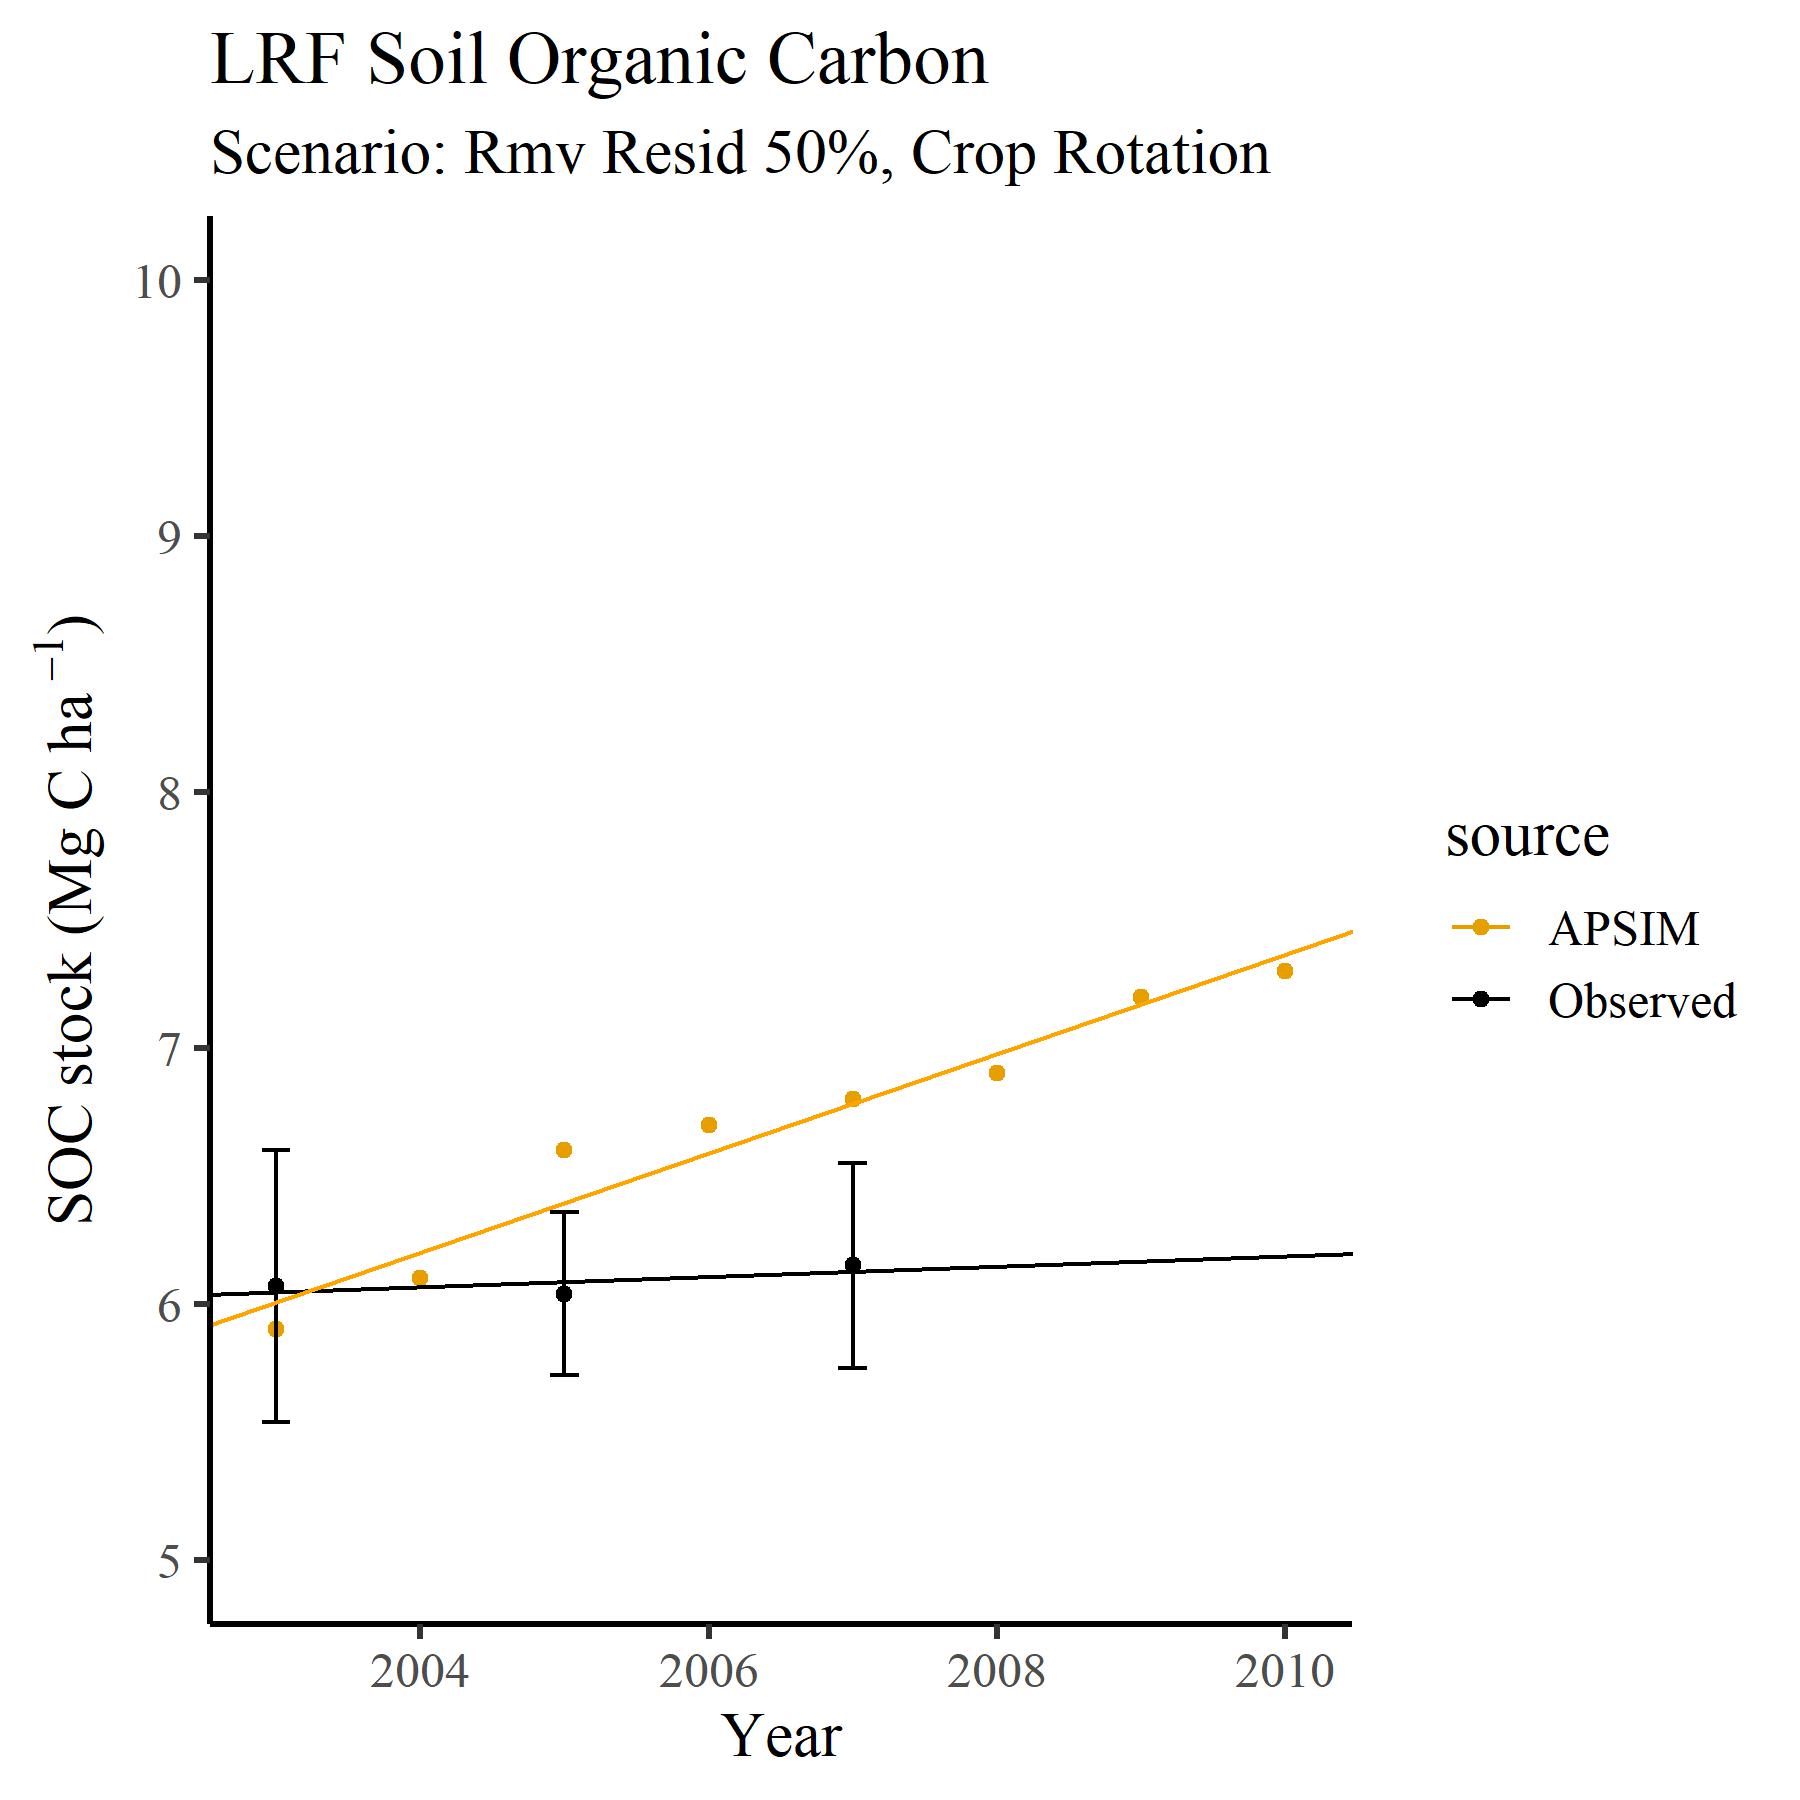 LRF Soil Organic Carbon
Scenario: Rmv Resid 50%, Crop Rotation
SOC stock (Mg C ha −1)
10
9
8
7
6
5
2004 2006 2008 2010
Year
source
APSIM
Observed